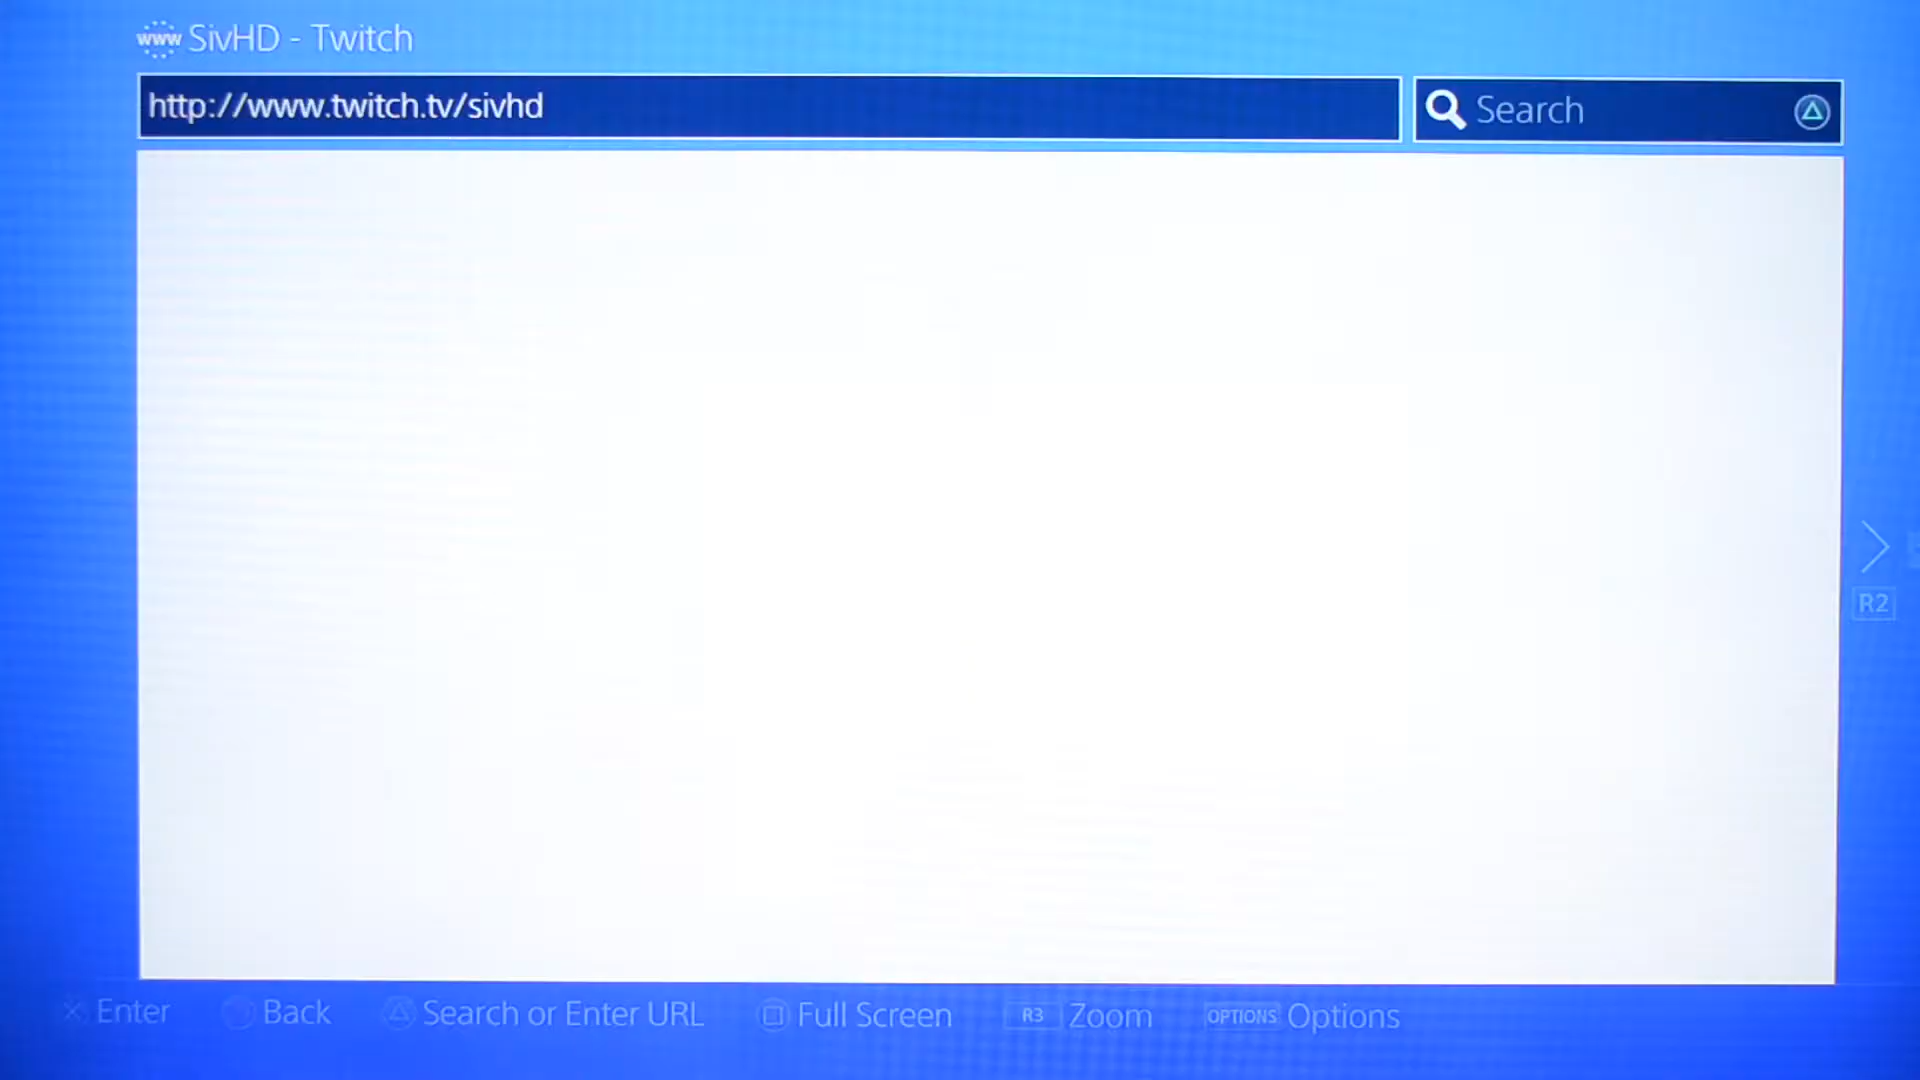 www SivHD - Twitch
http://www.twitch.tv/sivhd
Search
R2
Enter
Back
Search or Enter URL
Full Screen
R3 Zoom
OPTIONS Options